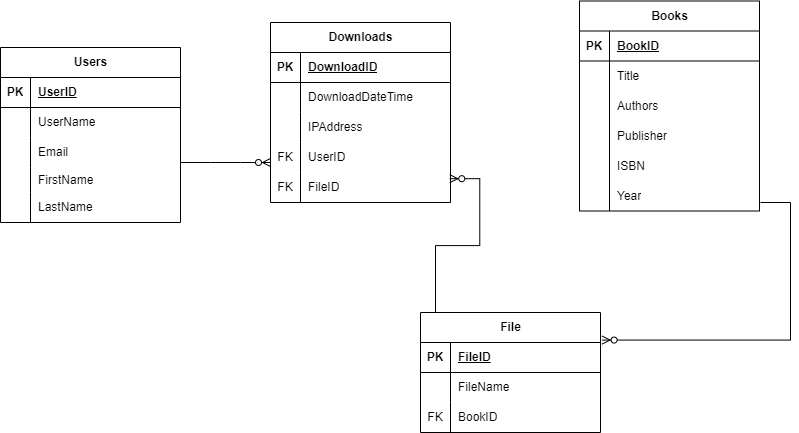 Users
PK UserID
UserName
Email
FirstName
LastName
Downloads
PK DownloadID
DownloadDateTime
IPAddress
FK UserID
FK FileID
Books
PK BookID
Title
Authors
Publisher
ISBN
Year
File
PK FileID
FileName
FK BookID